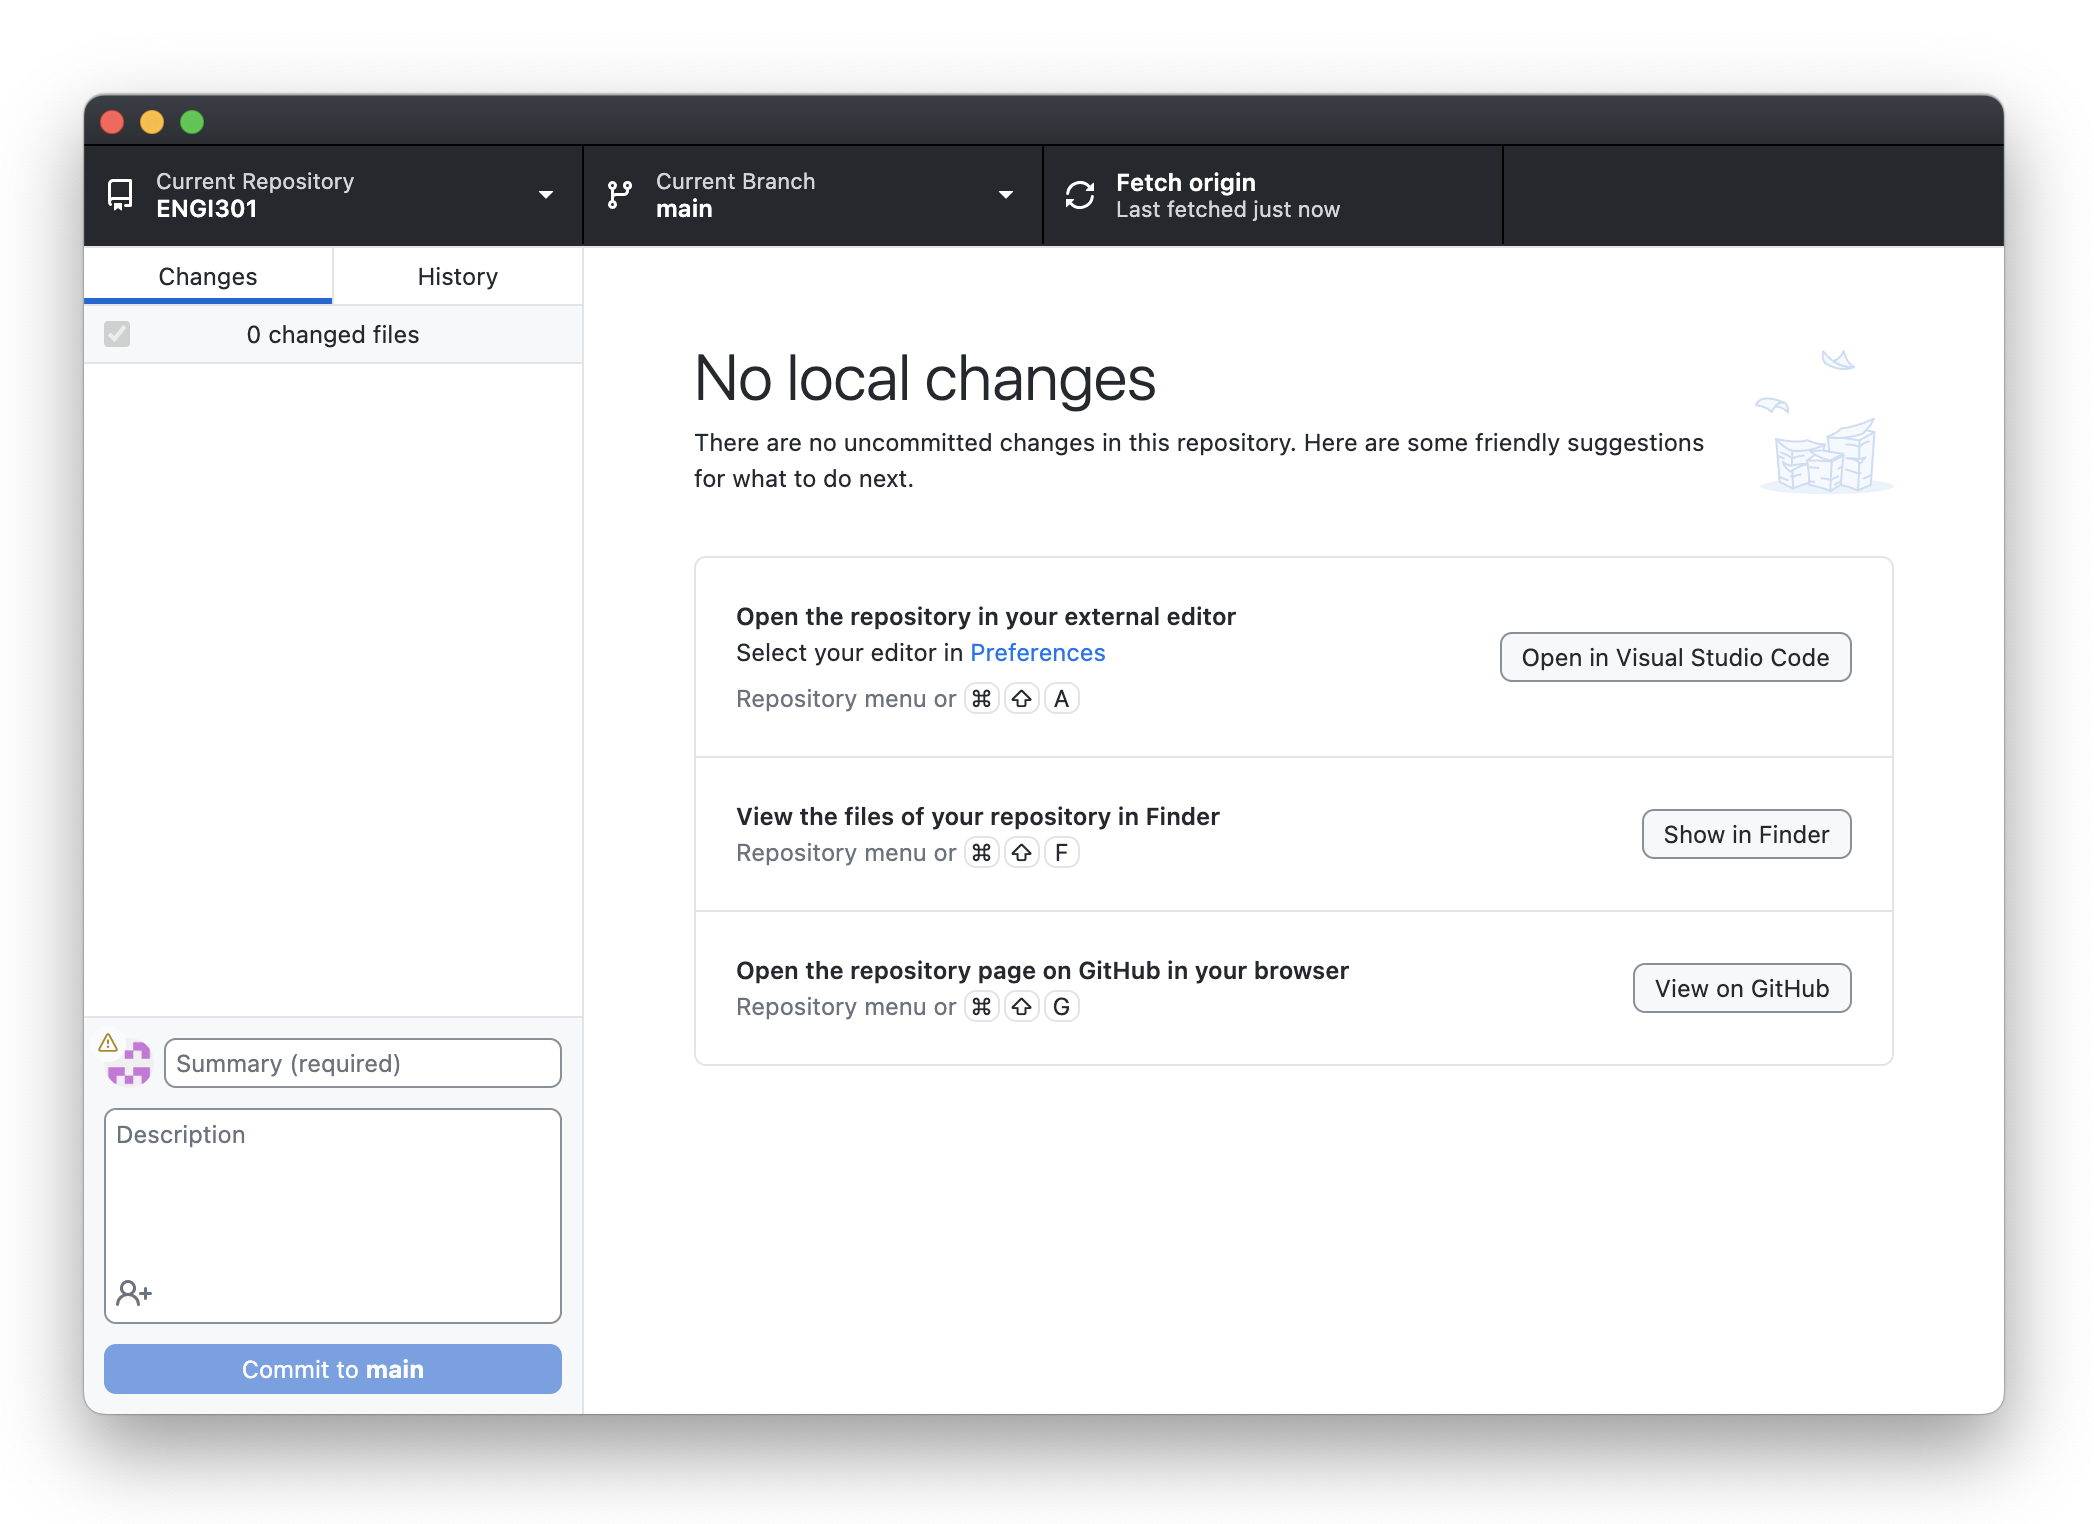 Current Repository
ENGI301
Current Branch
main
Fetch origin
Last fetched just now
Changes
History
0 changed files
No local changes
There are no uncommitted changes in this repository. Here are some friendly suggestions
for what to do next.
Open the repository in your external editor
Select your editor in Preferences
Repository menu or ⌘ ⇧ A
Open in Visual Studio Code
View the files of your repository in Finder
Repository menu or ⌘ ⇧ F
Show in Finder
Open the repository page on GitHub in your browser
Repository menu or ⌘ ⇧ G
View on GitHub
Summary (required)
Description
Commit to main